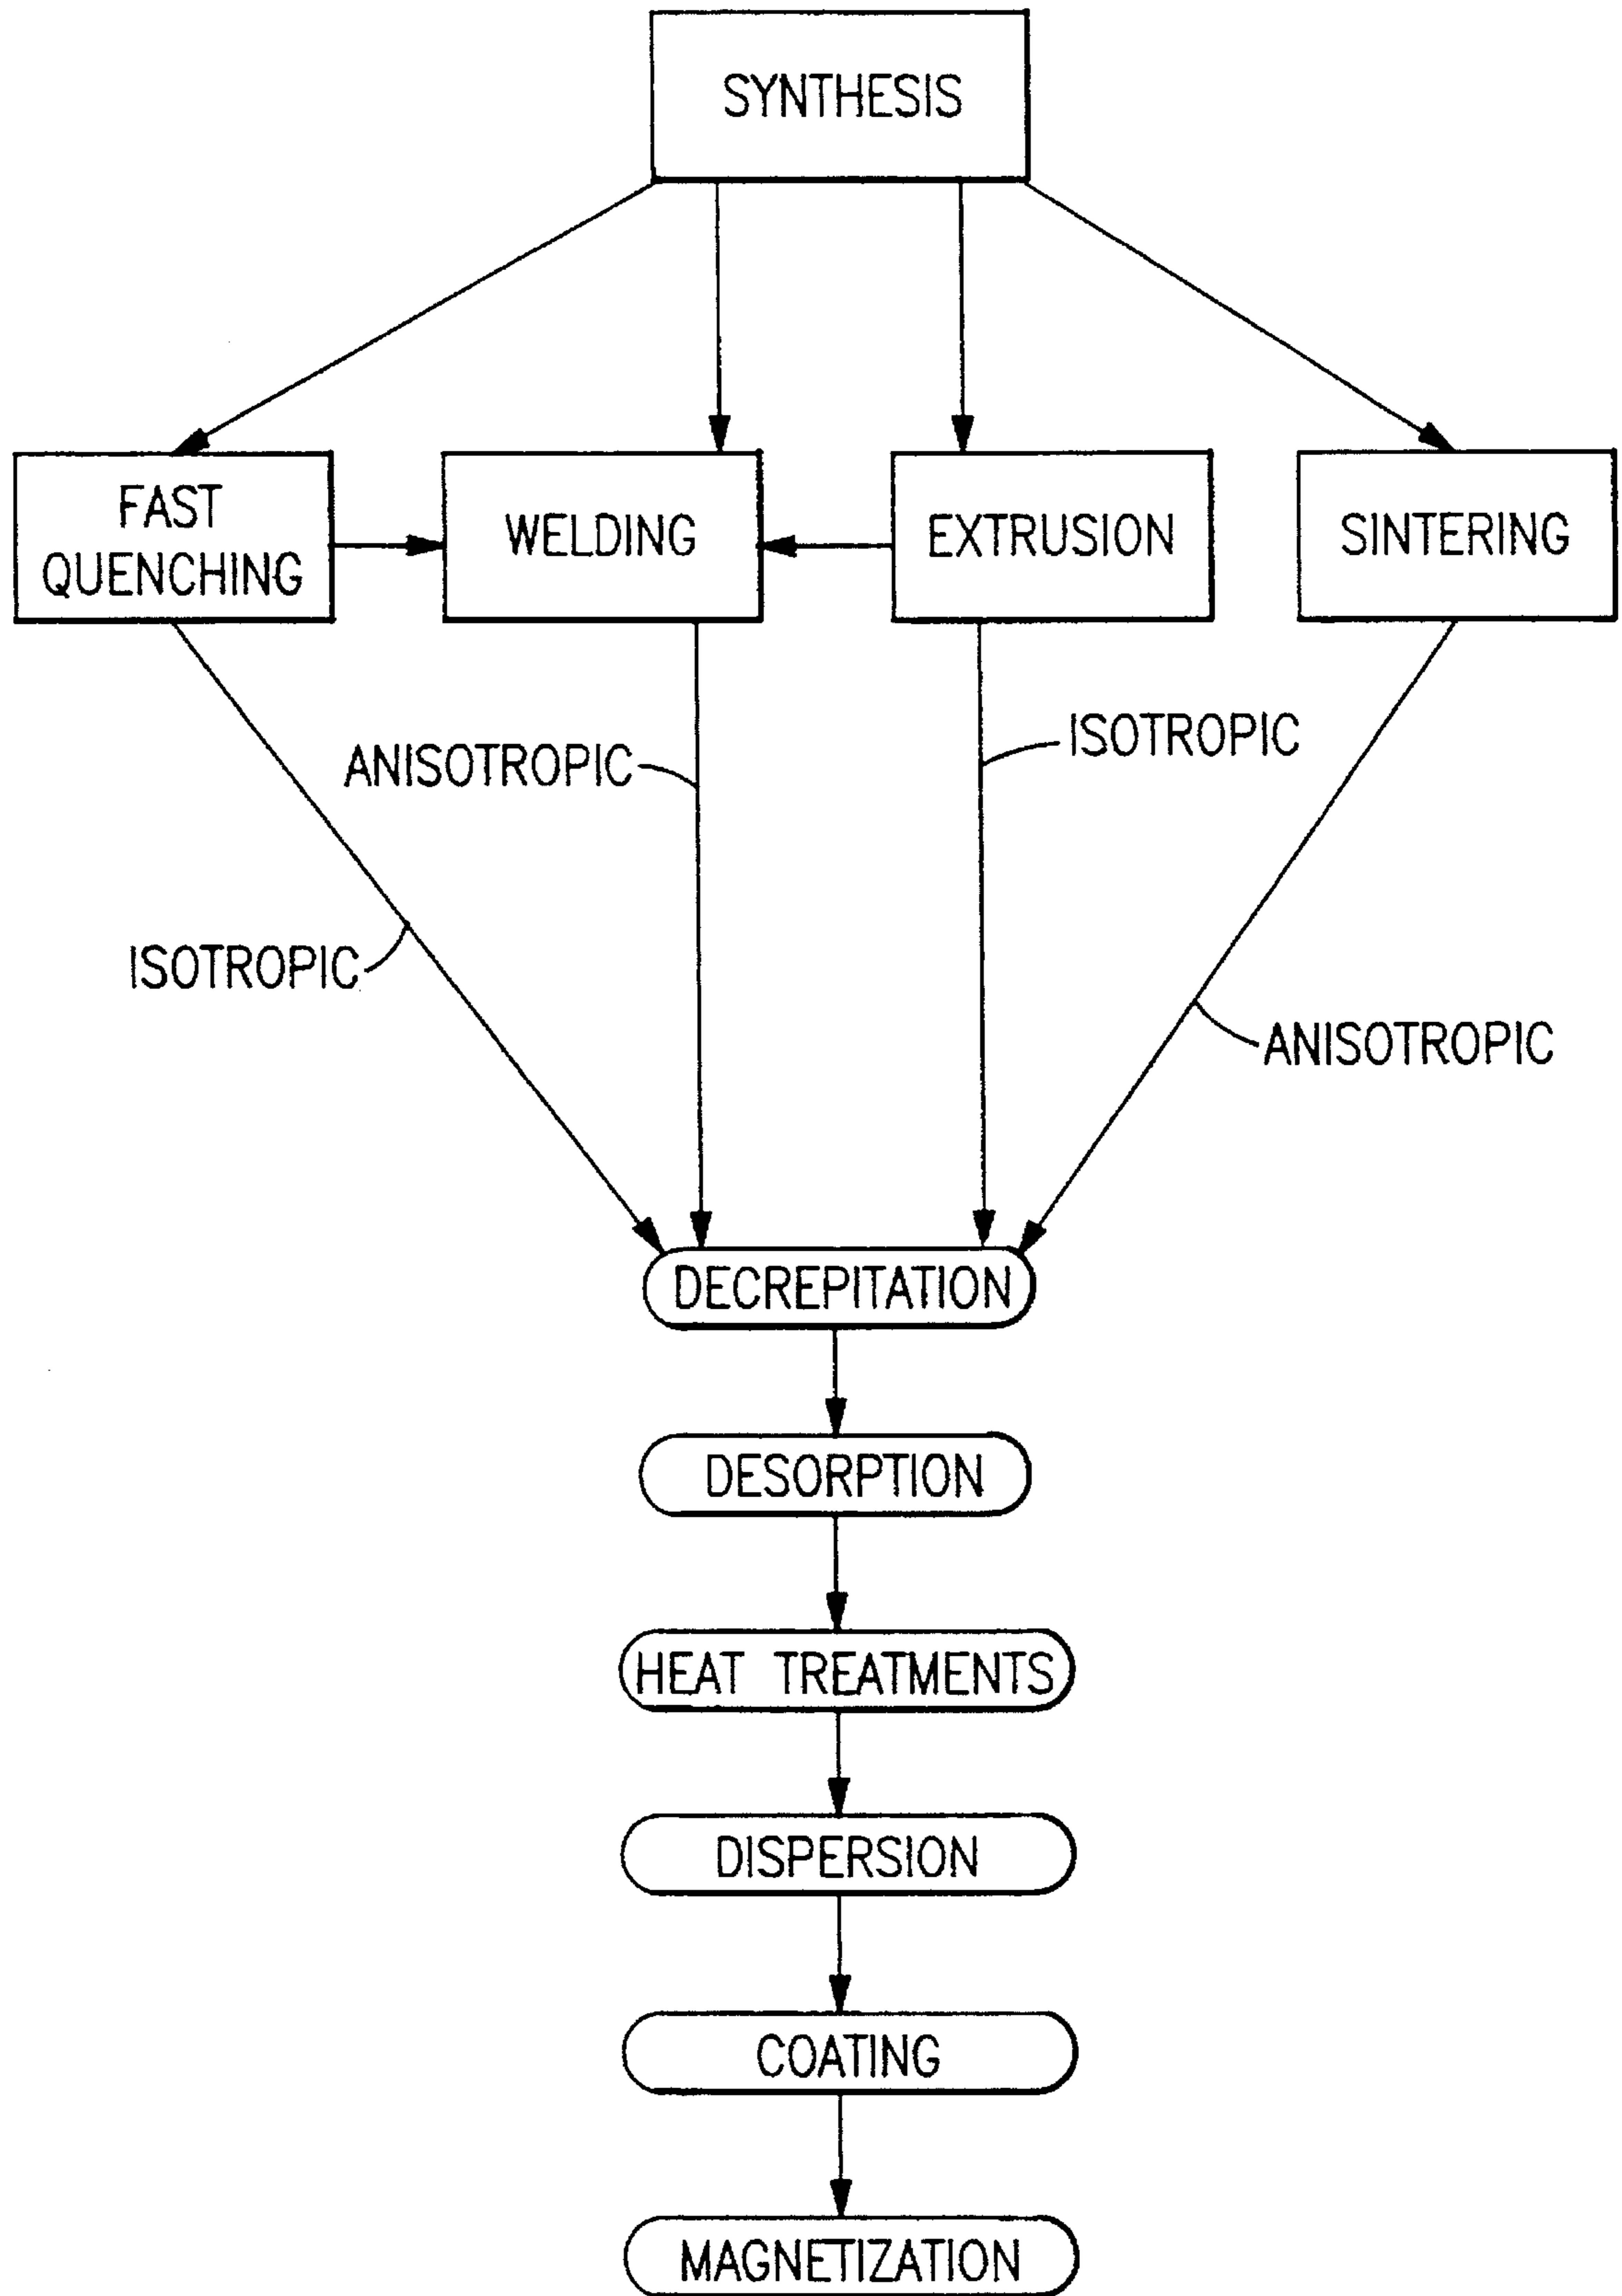 SYNTHESIS
FAST
QUENCHING
WELDING
EXTRUSION
SINTERING
ISOTROPIC
ANISOTROPIC
ISOTROPIC
ANISOTROPIC
DECREPITATION
DESORPTION
HEAT TREATMENTS
DISPERSION
COATING
MAGNETIZATION